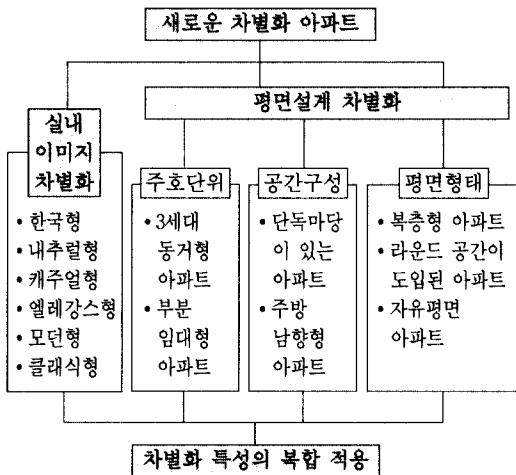 새로운 차별화 아파트
평면설계 차별화
실내
이미지
차별화
• 한국형
• 내추럴형
• 캐주얼형
• 엘레강스형
• 모던형
• 클래식형
주호단위
• 3세대
동거형
아파트
• 부분
임대형
아파트
공간구성
• 단독마당
이 있는
아파트
• 주방
남향형
아파트
평면형태
• 복층형 아파트
• 라운드 공간이
도입된 아파트
• 자유평면
아파트
차별화 특성의 복합 적용